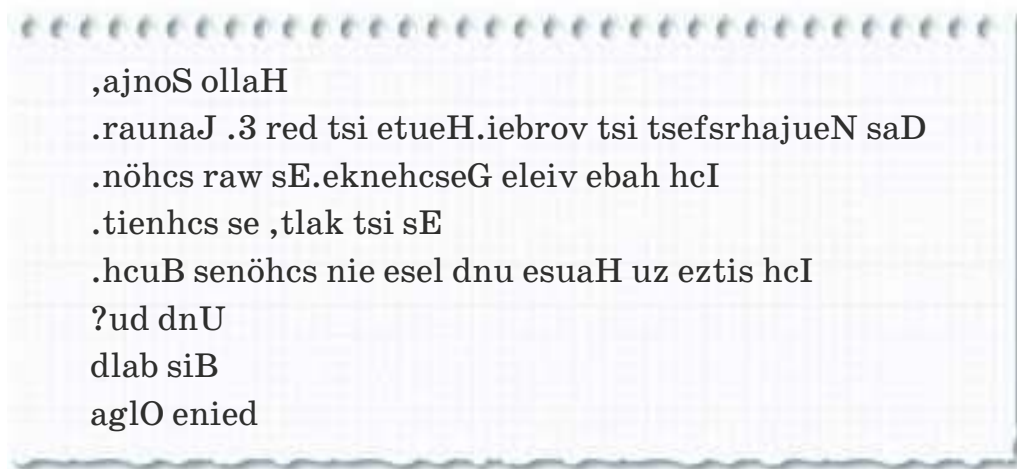 ,ajnoS ollaH
.raunaJ .3 red tsi etueH.iebrov tsi tsefsrhajueN saD
.nöhcs raw sE.eknehcseG eleiv ebah hcI
.tienhcs se ,tlak tsi sE
.hcuB senöhcs nie esel dnu esuaH uz eztis hcI
?ud dnU
dlab siB
aglO enied